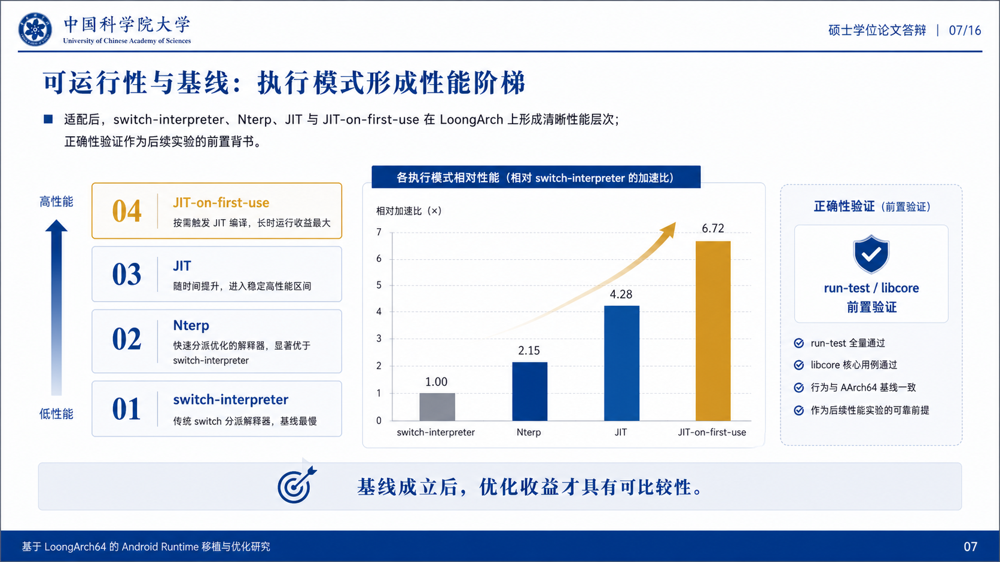 中国科学院大学
University of Chinese Academy of Sciences
硕士学位论文答辩 | 07/16
可运行性与基线：执行模式形成性能阶梯
适配后，switch-interpreter、Nterp、JIT 与 JIT-on-first-use 在 LoongArch 上形成清晰性能层次；
正确性验证作为后续实验的前置背书。
高性能
低性能
04
JIT-on-first-use
按需触发 JIT 编译，长时运行收益最大
03
JIT
随时间提升，进入稳定高性能区间
02
Nterp
快速分派优化的解释器，显著优于
switch-interpreter
01
switch-interpreter
传统 switch 分派解释器，基线最慢
各执行模式相对性能（相对 switch-interpreter 的加速比）
相对加速比（×）
7
6
5
4
3
2
1
0
1.00
2.15
4.28
6.72
switch-interpreter
Nterp
JIT
JIT-on-first-use
正确性验证（前置验证）
run-test / libcore
前置验证
run-test 全量通过
libcore 核心用例通过
行为与 AArch64 基线一致
作为后续性能实验的可靠前提
基线成立后，优化收益才具有可比较性。
基于 LoongArch64 的 Android Runtime 移植与优化研究
07